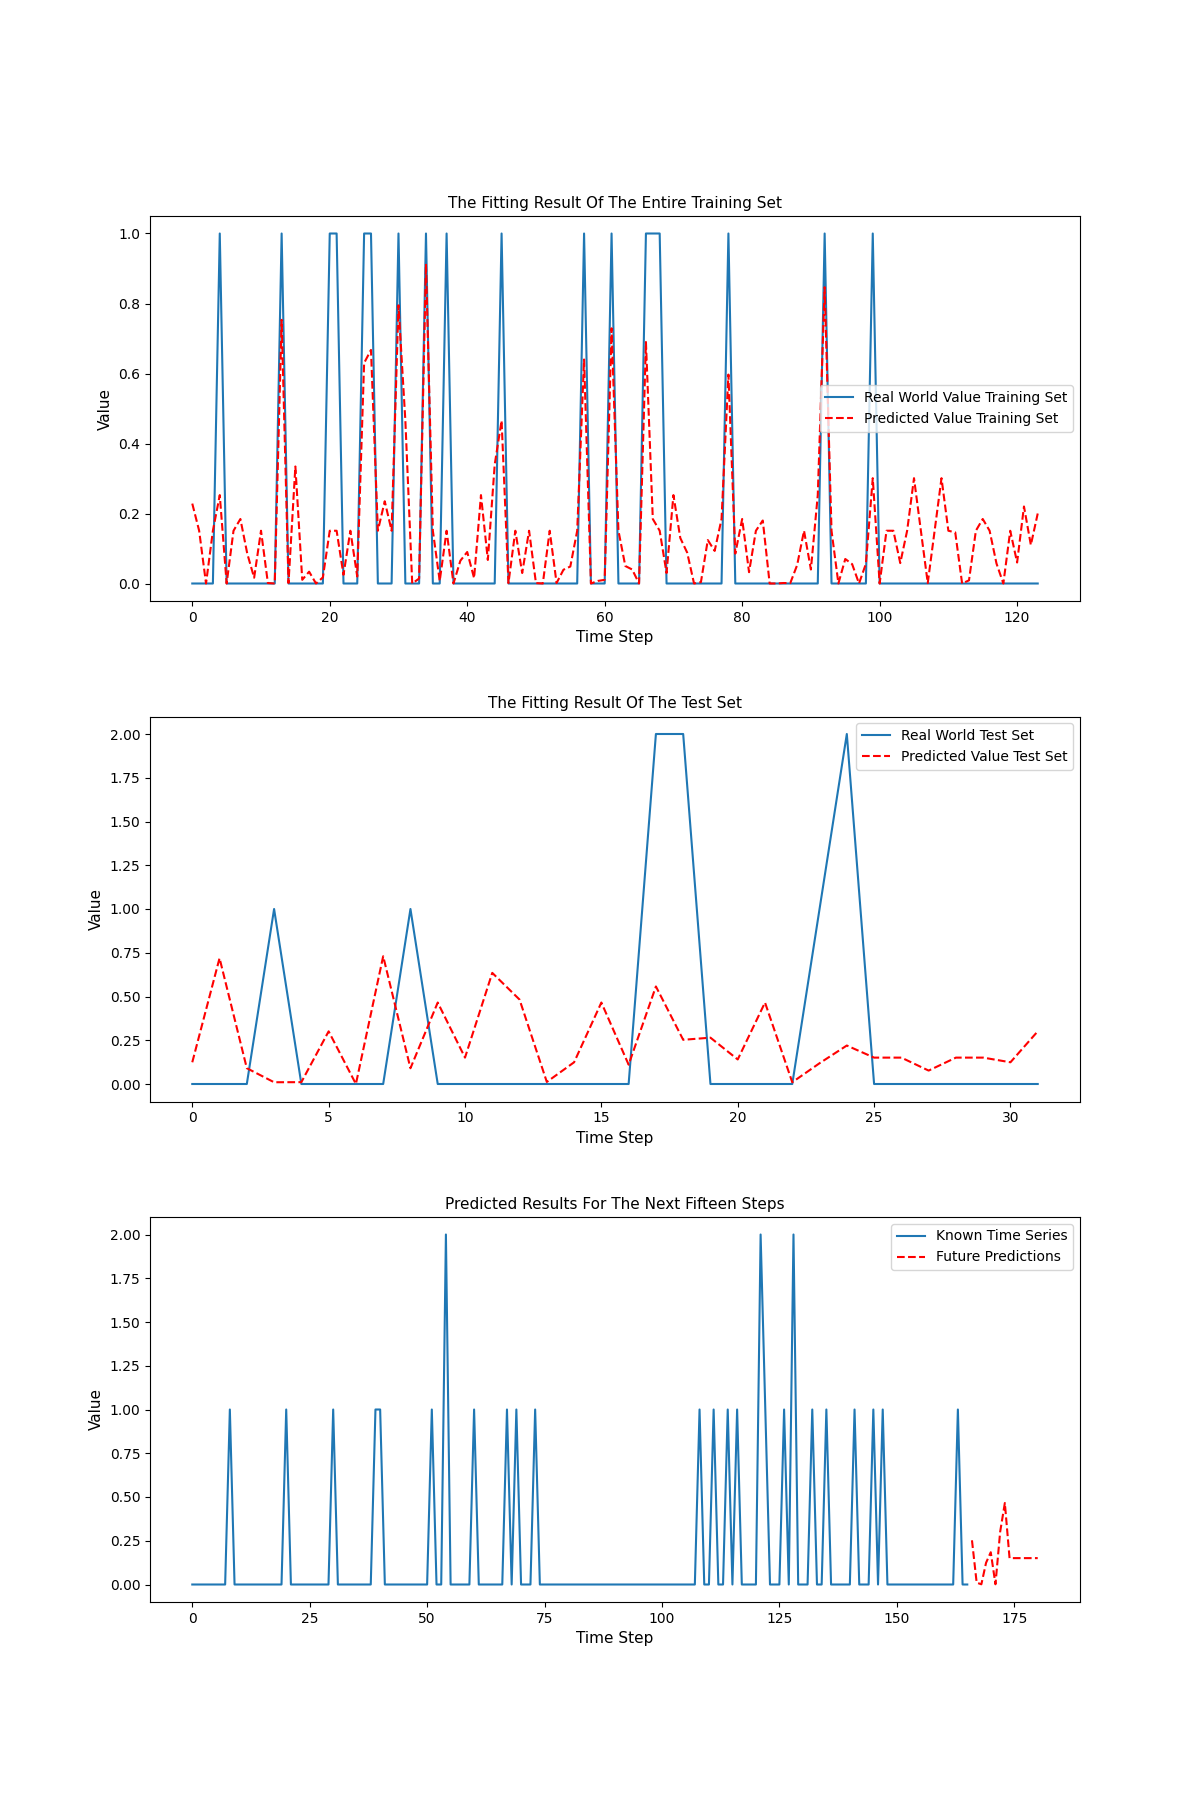 The Fitting Result Of The Entire Training Set
1.0
0.8
0.6
0.4
0.2
0.0
Value
Real World Value Training Set
Predicted Value Training Set
0 20 40 60 80 100 120
Time Step
The Fitting Result Of The Test Set
2.00
1.75
1.50
1.25
1.00
0.75
0.50
0.25
0.00
Value
Real World Test Set
Predicted Value Test Set
0 5 10 15 20 25 30
Time Step
Predicted Results For The Next Fifteen Steps
2.00
1.75
1.50
1.25
1.00
0.75
0.50
0.25
0.00
Value
Known Time Series
Future Predictions
0 25 50 75 100 125 150 175
Time Step